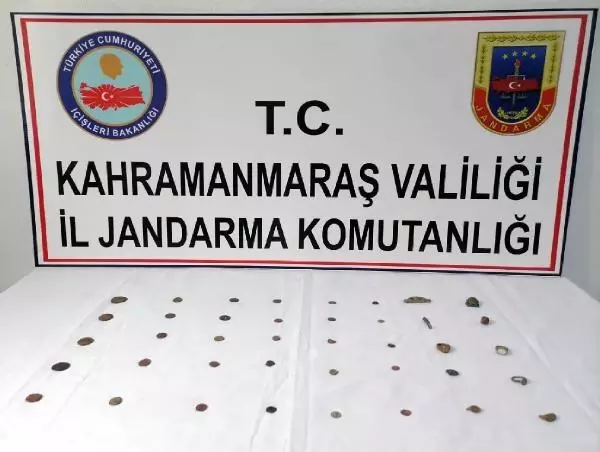 TÜRKİYE CUMHURİYETİ
İÇİŞLERİ BAKANLIĞI
JANDARMA
T.C.
KAHRAMANMARAŞ VALİLİĞİ
İL JANDARMA KOMUTANLIĞI